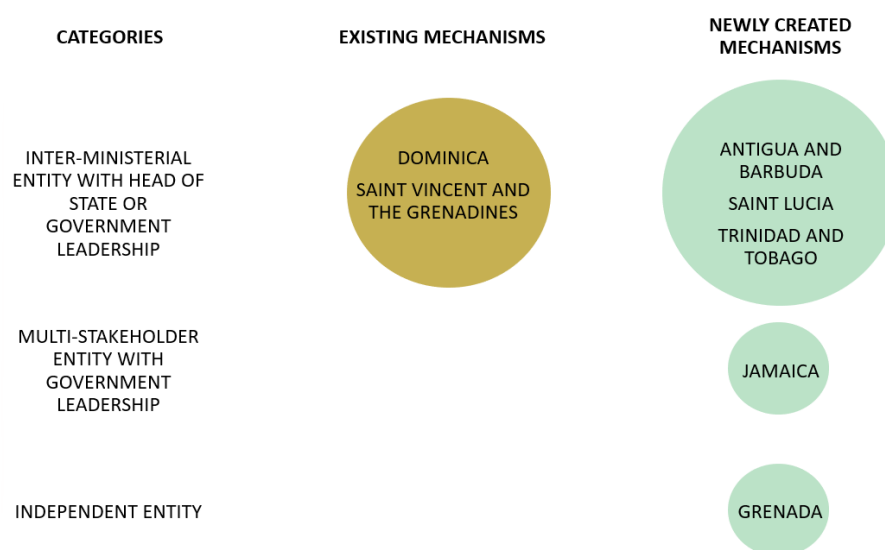 CATEGORIES
EXISTING MECHANISMS
NEWLY CREATED
MECHANISMS
INTER-MINISTERIAL
ENTITY WITH HEAD OF
STATE OR
GOVERNMENT
LEADERSHIP
DOMINICA
SAINT VINCENT AND
THE GRENADINES
ANTIGUA AND
BARBUDA
SAINT LUCIA
TRINIDAD AND
TOBAGO
MULTI-STAKEHOLDER
ENTITY WITH
GOVERNMENT
LEADERSHIP
JAMAICA
INDEPENDENT ENTITY
GRENADA